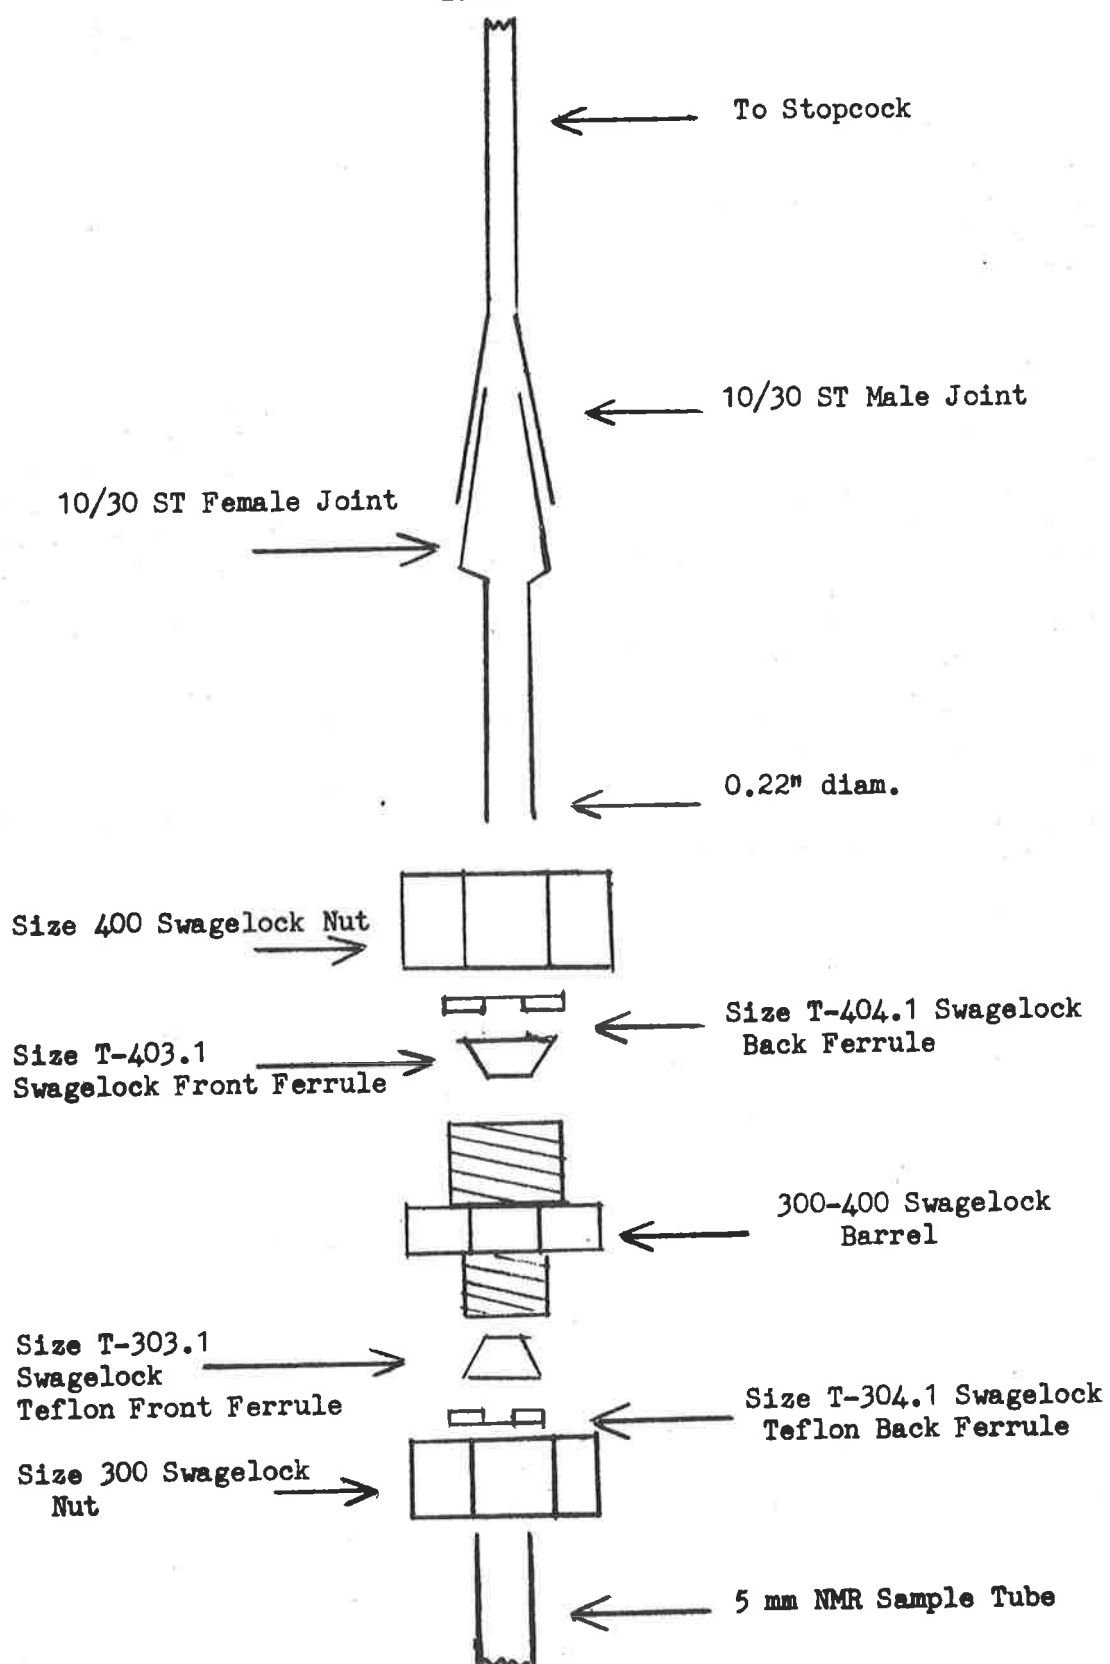 To Stopcock
10/30 ST Male Joint
10/30 ST Female Joint
0.22" diam.
Size 400 Swagelock Nut
Size T-404.1 Swagelock
Back Ferrule
Size T-403.1
Swagelock Front Ferrule
300-400 Swagelock
Barrel
Size T-303.1
Swagelock
Teflon Front Ferrule
Size T-304.1 Swagelock
Teflon Back Ferrule
Size 300 Swagelock
Nut
5 mm NMR Sample Tube